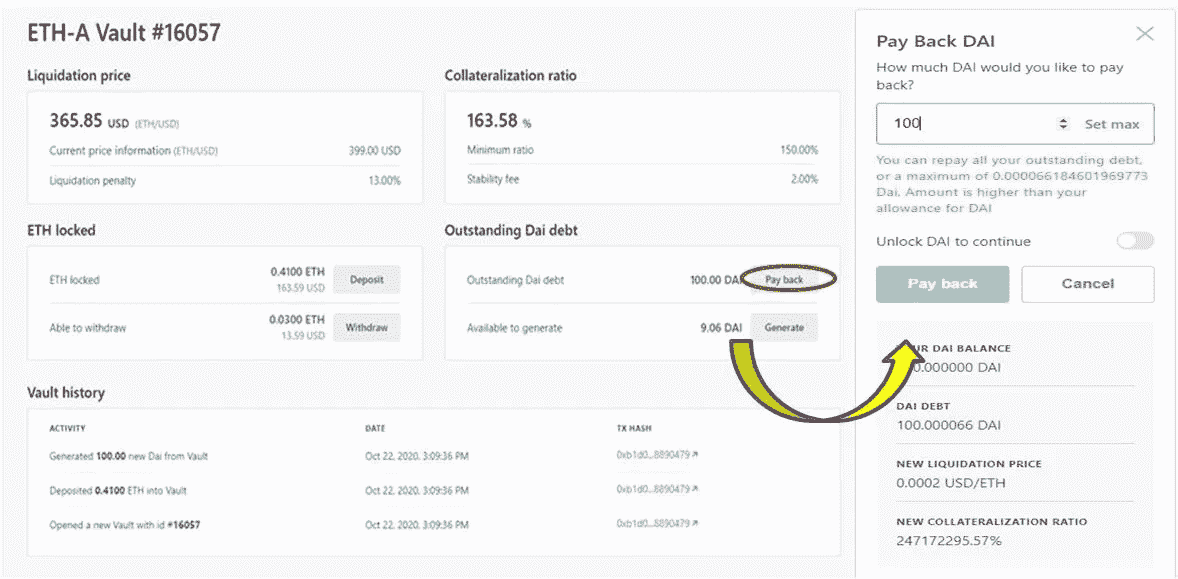 ETH-A Vault #16057
Liquidation price
365.85 USD (ETH/USD)
Current price information (ETH/USD) 399.00 USD
Liquidation penalty 13.00%
Collateralization ratio
163.58 %
Minimum ratio 150.00%
Stability fee 2.00%
ETH locked
ETH locked 0.4100 ETH Deposit
163.59 USD
Able to withdraw 0.0300 ETH Withdraw
13.59 USD
Outstanding Dai debt
Outstanding Dai debt 100.00 DAI Pay back
Available to generate 9.06 DAI Generate
Vault history
ACTIVITY DATE TX HASH
Generated 100.00 new Dai from Vault Oct 22, 2020, 3:09:36 PM 0xb1d0...8890479
Deposited 0.4100 ETH into Vault Oct 22, 2020, 3:09:36 PM 0xb1d0...8890479
Opened a new Vault with id #16057 Oct 22, 2020, 3:09:36 PM 0xb1d0...8890479
Pay Back DAI
How much DAI would you like to pay
back?
100 Set max
You can repay all your outstanding debt,
or a maximum of 0.000066184601969773
Dai. Amount is higher than your
allowance for DAI
Unlock DAI to continue
Pay back Cancel
DAI BALANCE
DAI
DAI DEBT
100.000066 DAI
NEW LIQUIDATION PRICE
0.0002 USD/ETH
NEW COLLATERALIZATION RATIO
247172295.57%